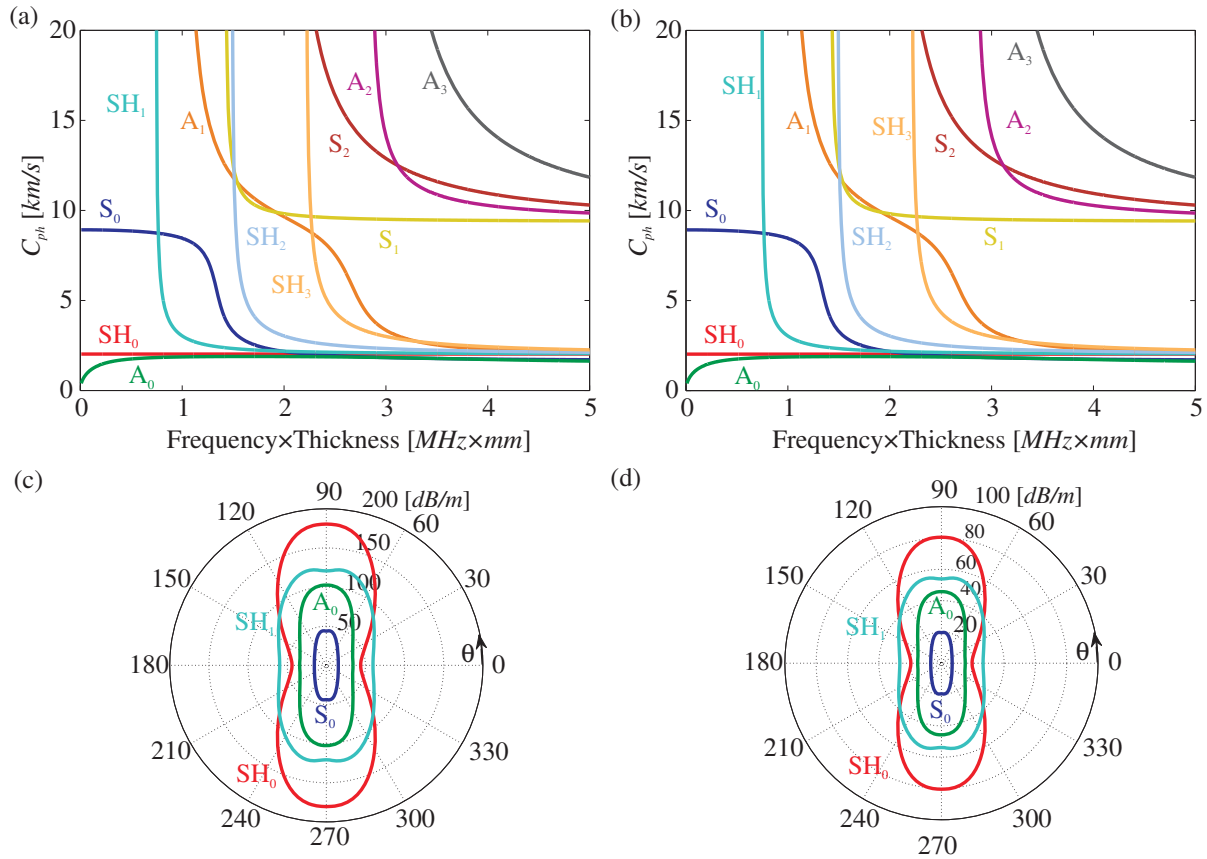 (a)
20
15
10
5
0
C_ph [km/s]
SH₁
A₁
A₂
A₃
S₂
S₀
SH₂
S₁
SH₃
SH₀
A₀
0 1 2 3 4 5
Frequency×Thickness [MHz×mm]
(b)
20
15
10
5
0
C_ph [km/s]
A₃
SH₁
A₁
SH₃
A₂
S₂
S₀
SH₂
S₁
SH₀
A₀
0 1 2 3 4 5
Frequency×Thickness [MHz×mm]
(c)
90
200 [dB/m]
120
60
150
150
30
100
A₀
SH₁
50
180
θ
0
S₀
210
330
SH₀
240
300
270
(d)
90
100 [dB/m]
120
60
80
150
60
30
40
A₀
SH₁
20
180
θ
0
S₀
210
330
SH₀
240
300
270